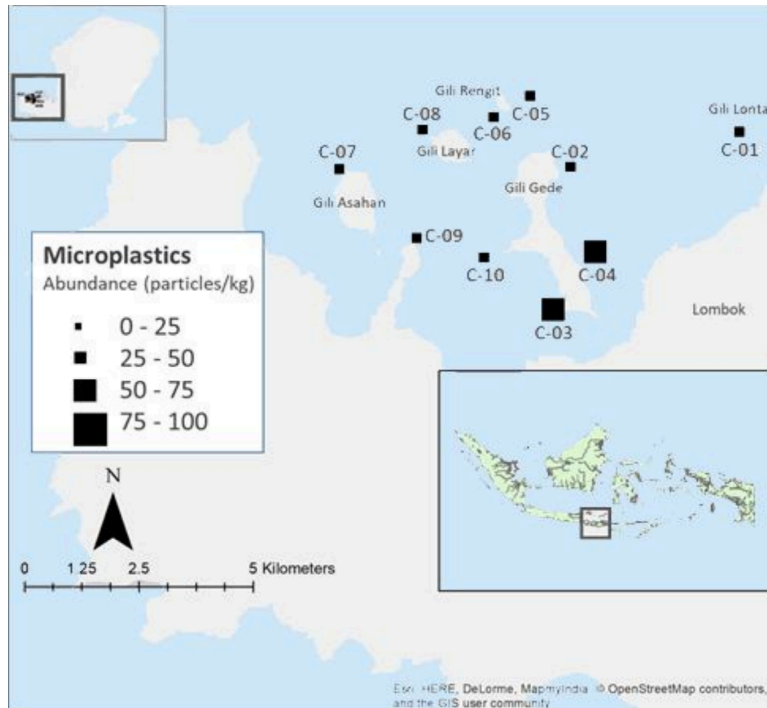 Gili Rengit
C-05
C-08
C-06
Gili Lonta
C-01
Gili Layar
C-07
C-02
Gili Gede
Gili Asahan
C-09
C-10
C-04
C-03
Lombok
Microplastics
Abundance (particles/kg)
0 - 25
25 - 50
50 - 75
75 - 100
N
0 1.25 2.5 5 Kilometers
Esri, HERE, DeLorme, MapmyIndia, © OpenStreetMap contributors,
and the GIS user community